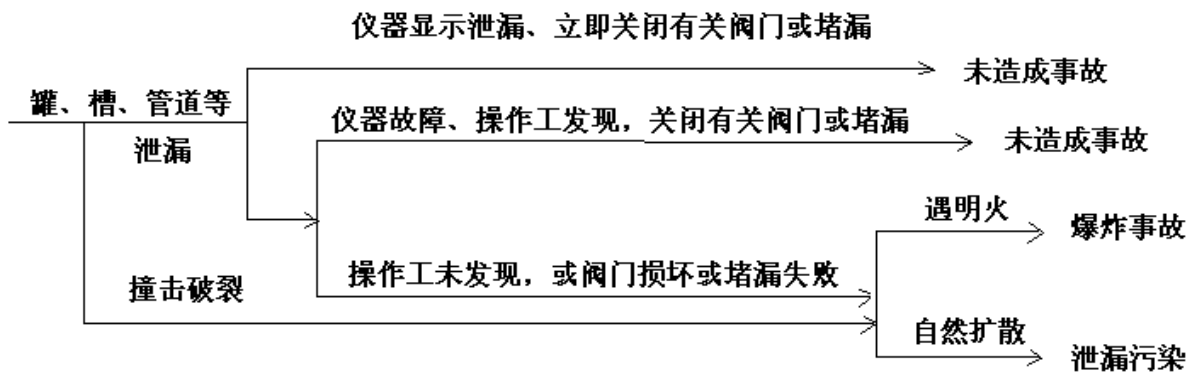 仪器显示泄漏、立即关闭有关阀门或堵漏
未造成事故
罐、槽、管道等
泄漏
仪器故障、操作工发现，关闭有关阀门或堵漏
未造成事故
遇明火
爆炸事故
操作工未发现，或阀门损坏或堵漏失败
撞击破裂
自然扩散
泄漏污染